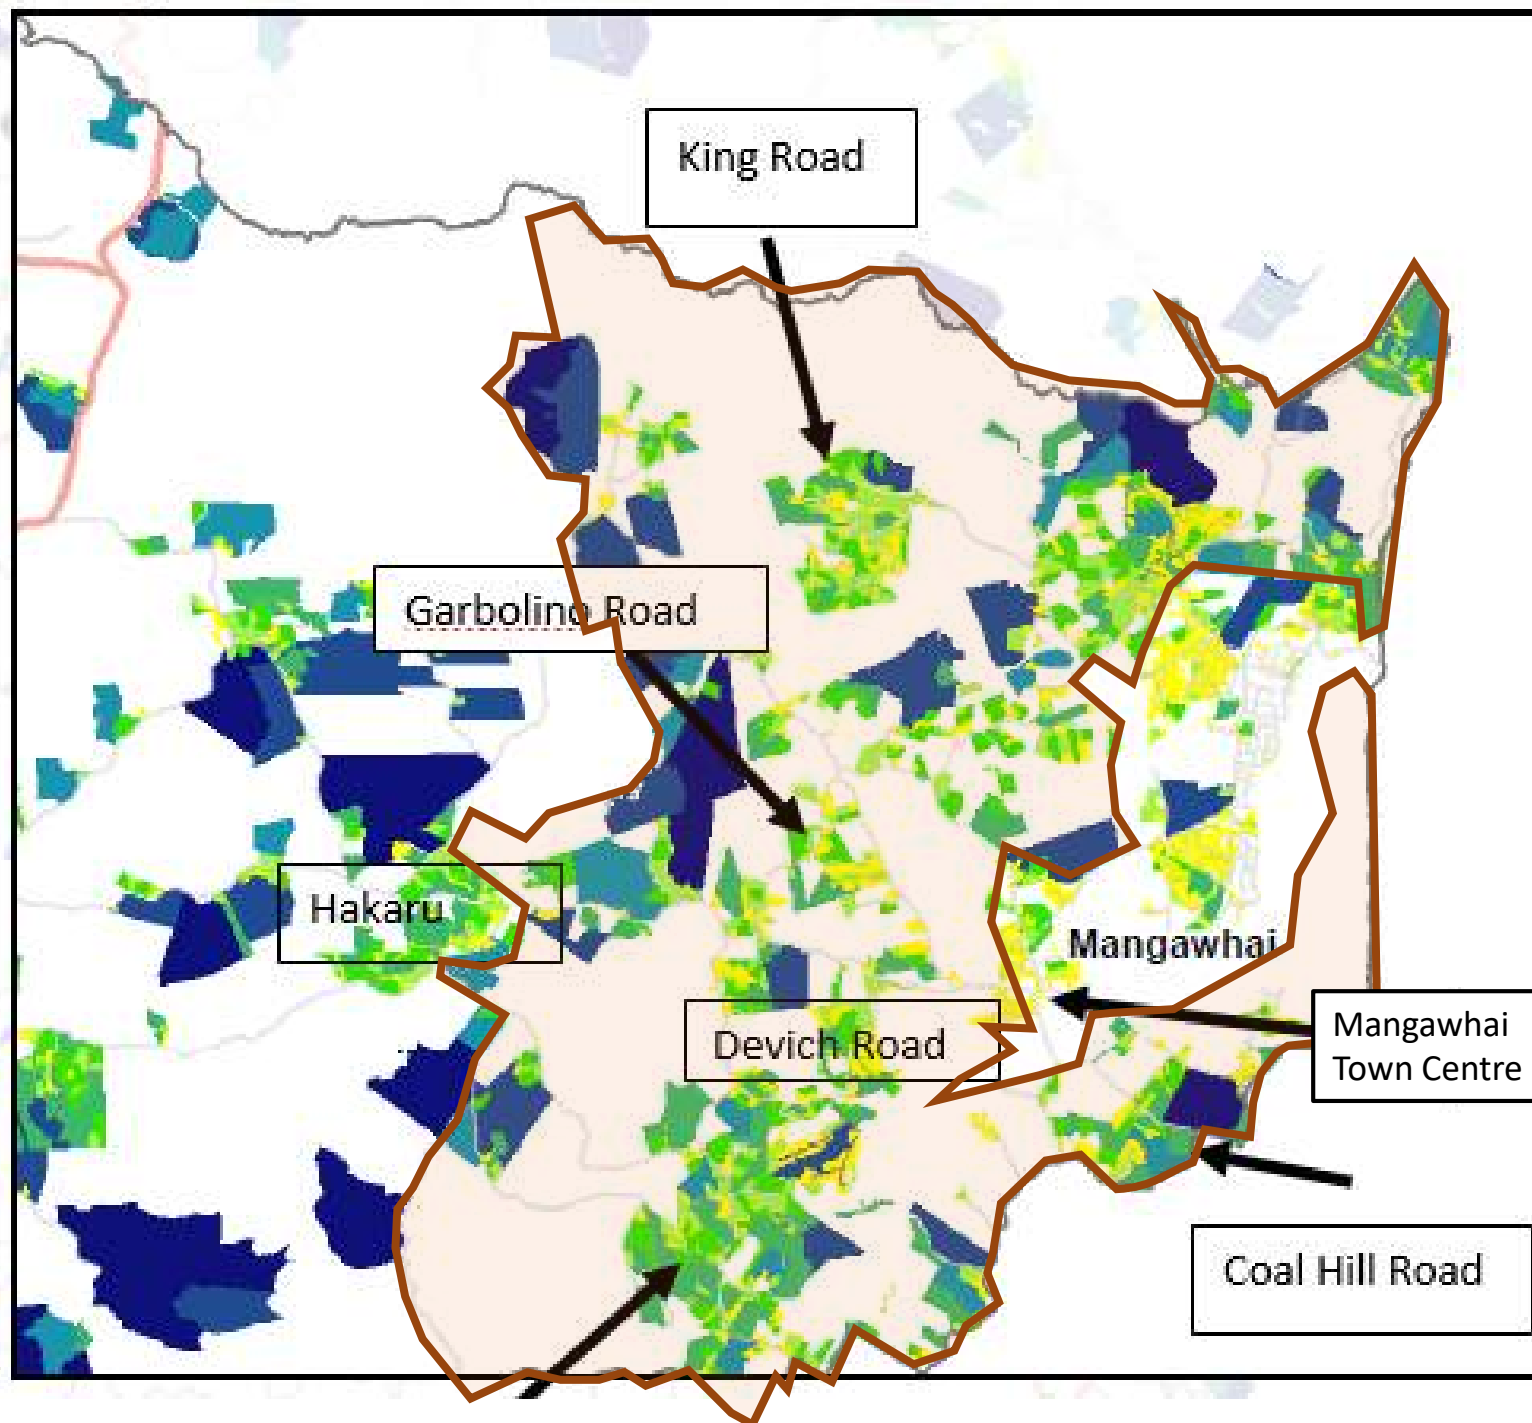 King Road
Garbolino Road
Hakaru
Mangawhai
Devich Road
Mangawhai
Town Centre
Coal Hill Road